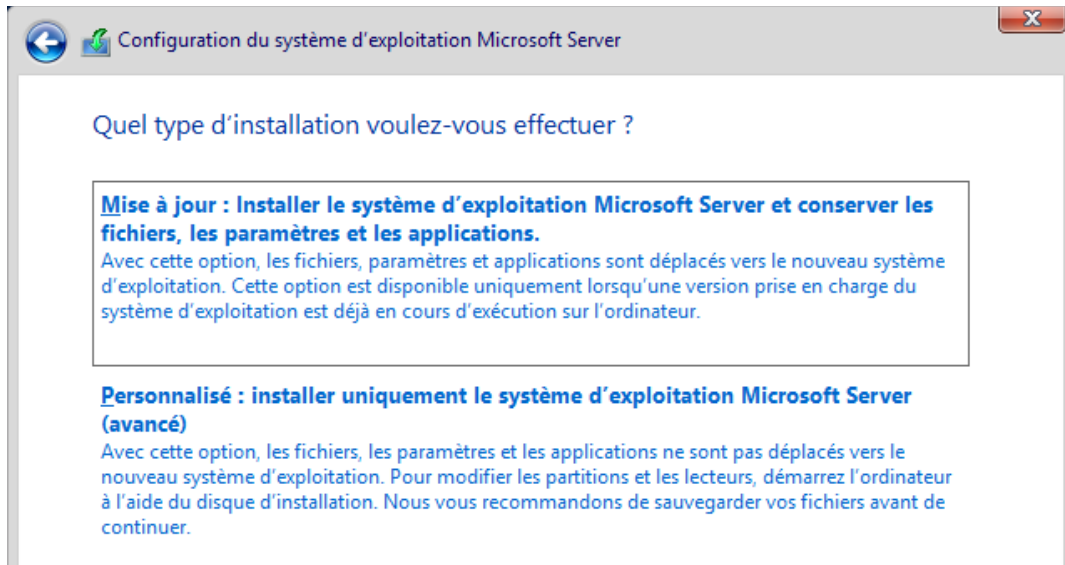 Configuration du système d'exploitation Microsoft Server
Quel type d'installation voulez-vous effectuer ?
Mise à jour : Installer le système d'exploitation Microsoft Server et conserver les
fichiers, les paramètres et les applications.
Avec cette option, les fichiers, paramètres et applications sont déplacés vers le nouveau système
d'exploitation. Cette option est disponible uniquement lorsqu'une version prise en charge du
système d'exploitation est déjà en cours d'exécution sur l'ordinateur.
Personnalisé : installer uniquement le système d'exploitation Microsoft Server
(avancé)
Avec cette option, les fichiers, les paramètres et les applications ne sont pas déplacés vers le
nouveau système d'exploitation. Pour modifier les partitions et les lecteurs, démarrez l'ordinateur
à l'aide du disque d'installation. Nous vous recommandons de sauvegarder vos fichiers avant de
continuer.